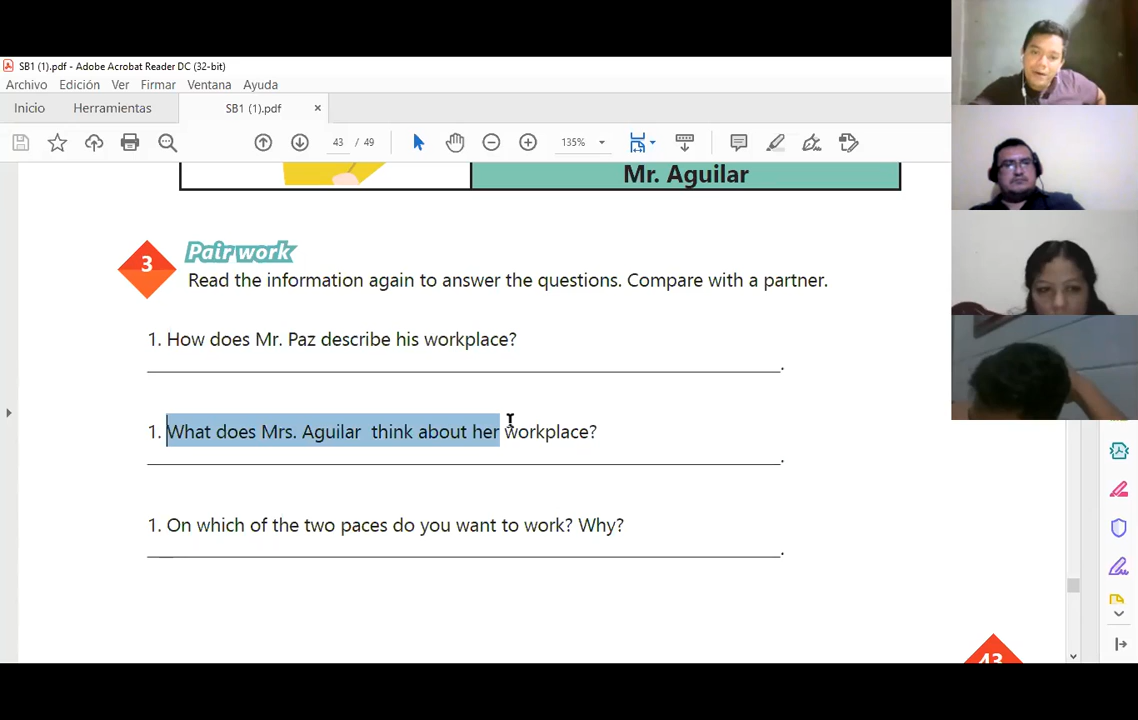 SB1 (1).pdf - Adobe Acrobat Reader DC (32-bit)
Archivo Edición Ver Firmar Ventana Ayuda
Inicio Herramientas SB1 (1).pdf ×
43 / 49 135%
Mr. Aguilar
3 Pair work
Read the information again to answer the questions. Compare with a partner.
1. How does Mr. Paz describe his workplace?
1. What does Mrs. Aguilar think about her workplace?
1. On which of the two paces do you want to work? Why?
43